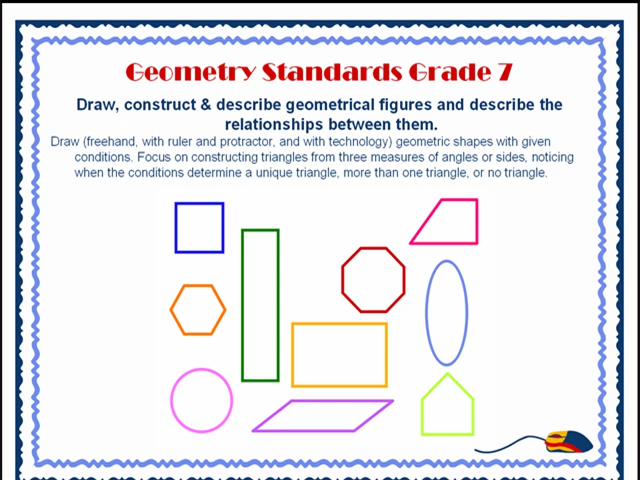 Geometry Standards Grade 7
Draw, construct & describe geometrical figures and describe the
relationships between them.
Draw (freehand, with ruler and protractor, and with technology) geometric shapes with given
conditions. Focus on constructing triangles from three measures of angles or sides, noticing
when the conditions determine a unique triangle, more than one triangle, or no triangle.